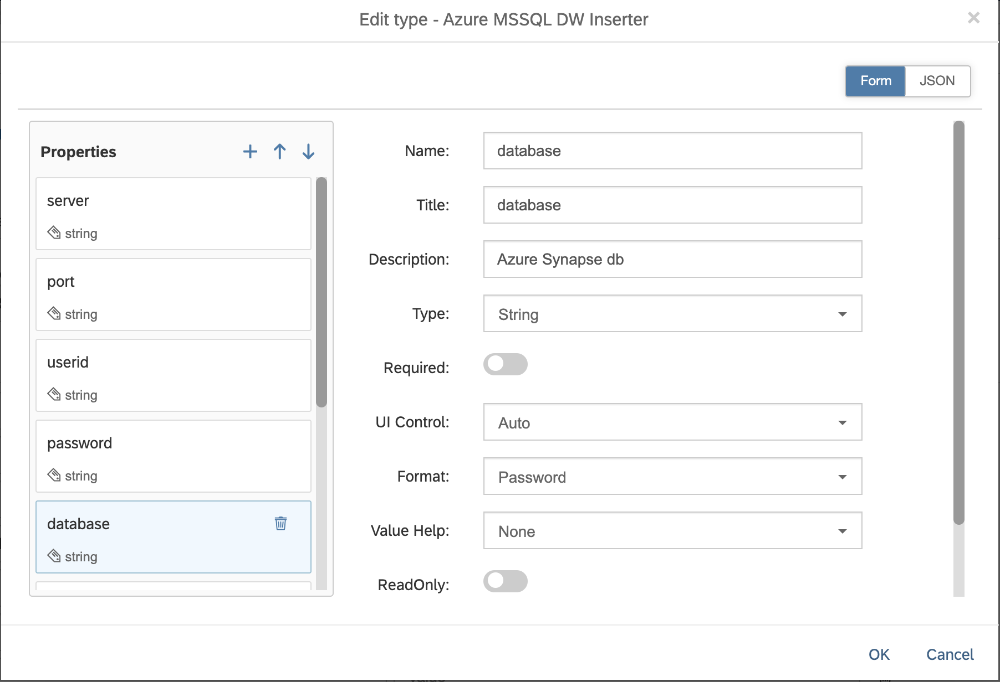 Edit type - Azure MSSQL DW Inserter
Form JSON
Properties
server
string
port
string
userid
string
password
string
database
string
Name: database
Title: database
Description: Azure Synapse db
Type: String
Required:
UI Control: Auto
Format: Password
Value Help: None
ReadOnly:
OK Cancel